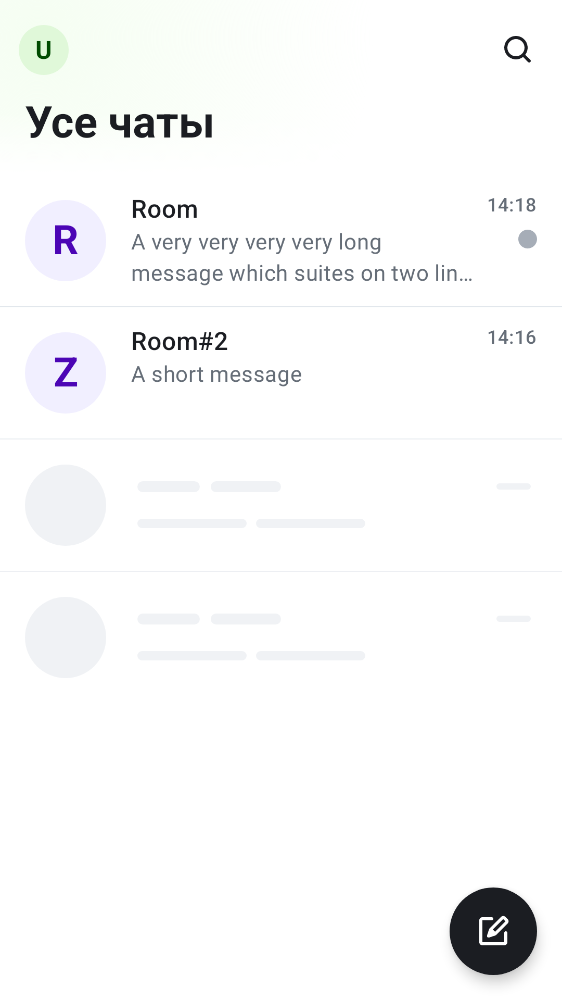 U
Усе чаты
R
Room
14:18
A very very very very long
message which suites on two lin…
Z
Room#2
14:16
A short message